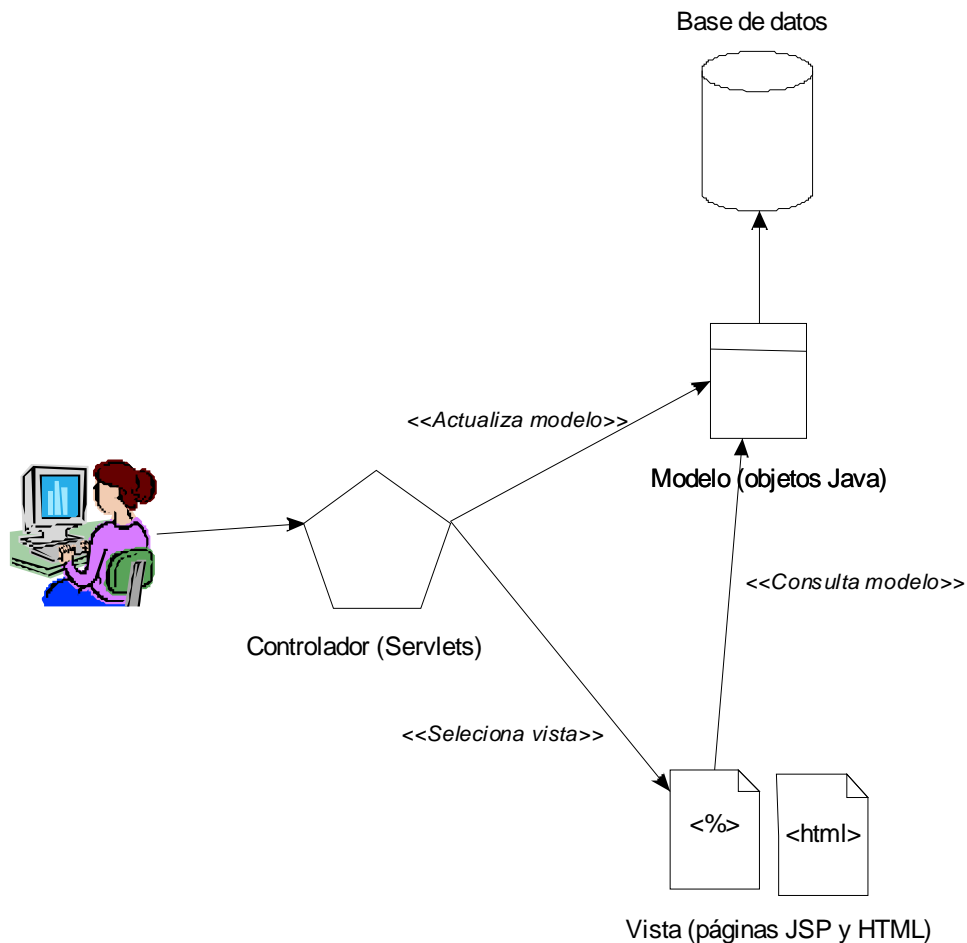 Base de datos
<<Actualiza modelo>>
Modelo (objetos Java)
<<Consulta modelo>>
Controlador (Servlets)
<<Seleciona vista>>
<%>
<html>
Vista (páginas JSP y HTML)